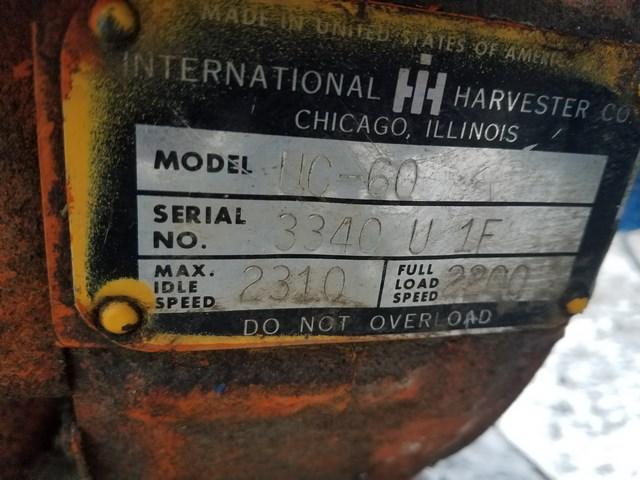 MADE IN UNITED STATES OF AMERICA
INTERNATIONAL IH HARVESTER CO.
CHICAGO, ILLINOIS
MODEL UC-60
SERIAL NO. 3340 U 1F
MAX. IDLE SPEED 2310
FULL LOAD SPEED 2200
DO NOT OVERLOAD